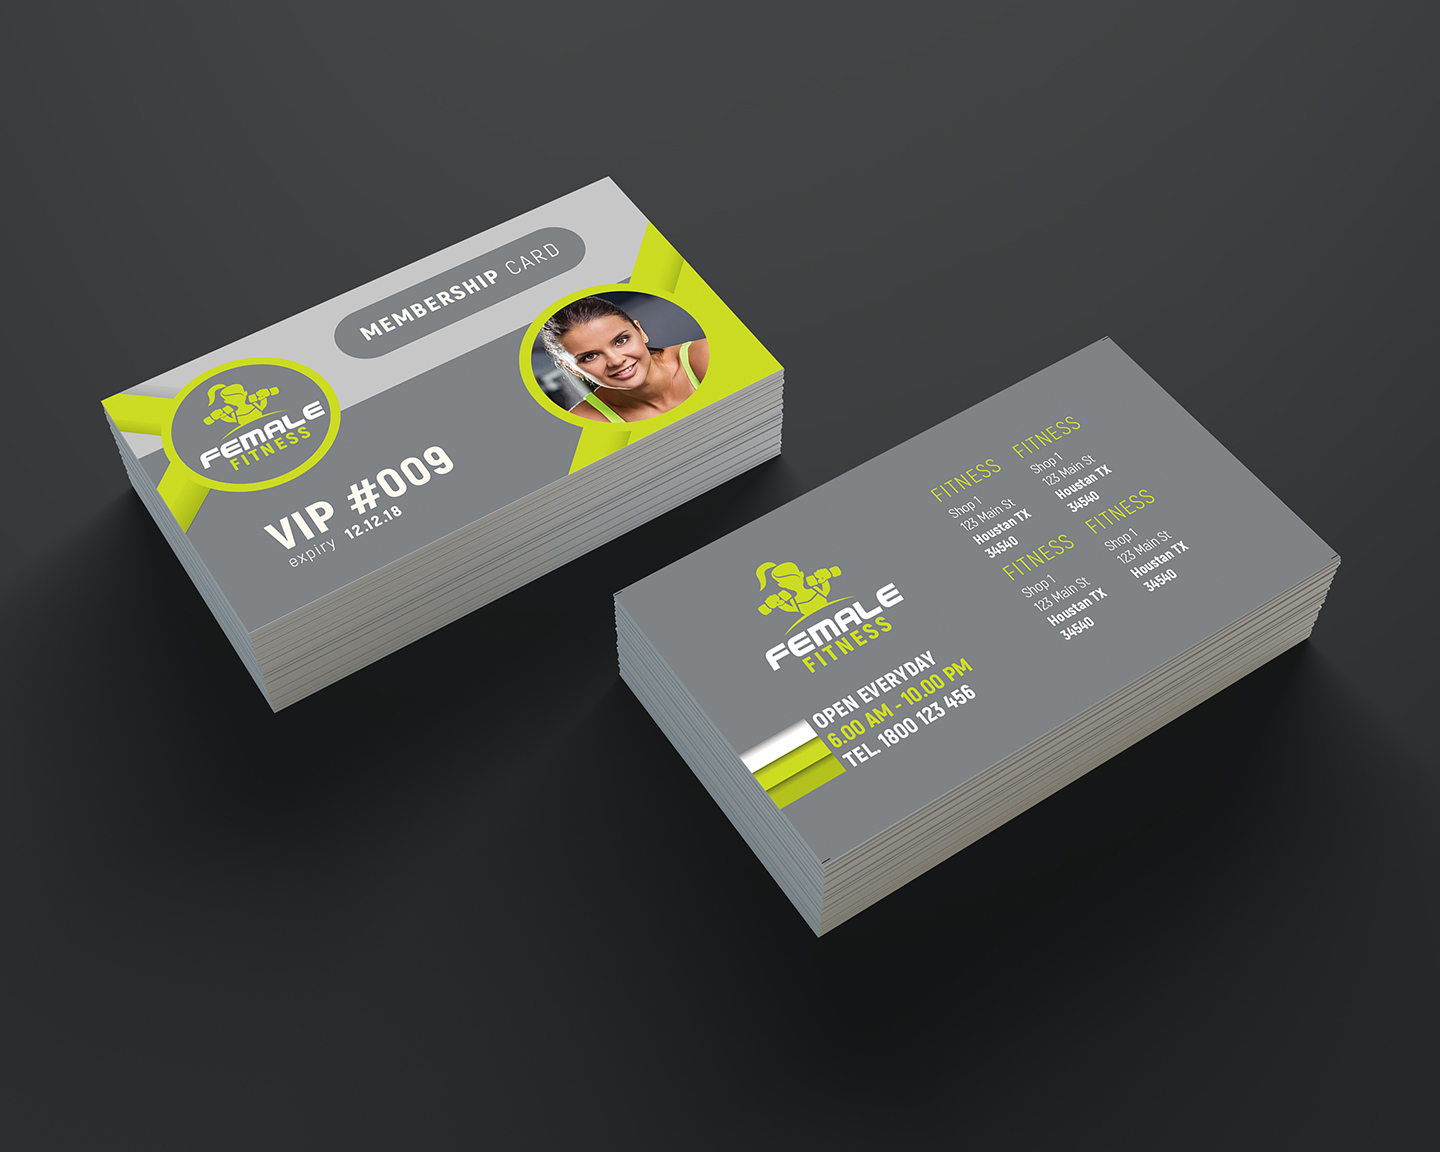 MEMBERSHIP CARD
FEMALE
FITNESS
VIP #009
expiry 12.12.18
FEMALE
FITNESS
OPEN EVERYDAY
6.00 AM - 10.00 PM
TEL. 1800 123 456
FITNESS
Shop 1
123 Main St
Houstan TX
34540
FITNESS
Shop 1
123 Main St
Houstan TX
34540
FITNESS
Shop 1
123 Main St
Houstan TX
34540
FITNESS
Shop 1
123 Main St
Houstan TX
34540